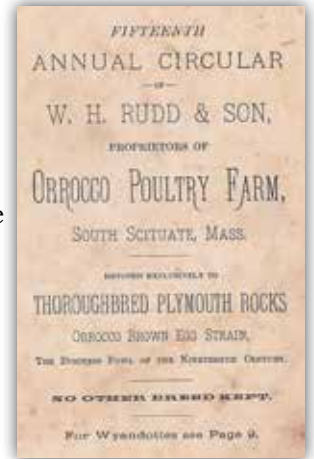 FIFTEENTH
ANNUAL CIRCULAR
—OF—
W. H. RUDD & SON,
PROPRIETORS OF
ORROCCO POULTRY FARM,
SOUTH SCITUATE, MASS.
DEVOTED EXCLUSIVELY TO
THOROUGHBRED PLYMOUTH ROCKS
ORROCCO BROWN EGG STRAIN,
THE BUSINESS FOWL OF THE NINETEENTH CENTURY.
NO OTHER BREED KEPT.
For Wyandottes see Page 9.
e